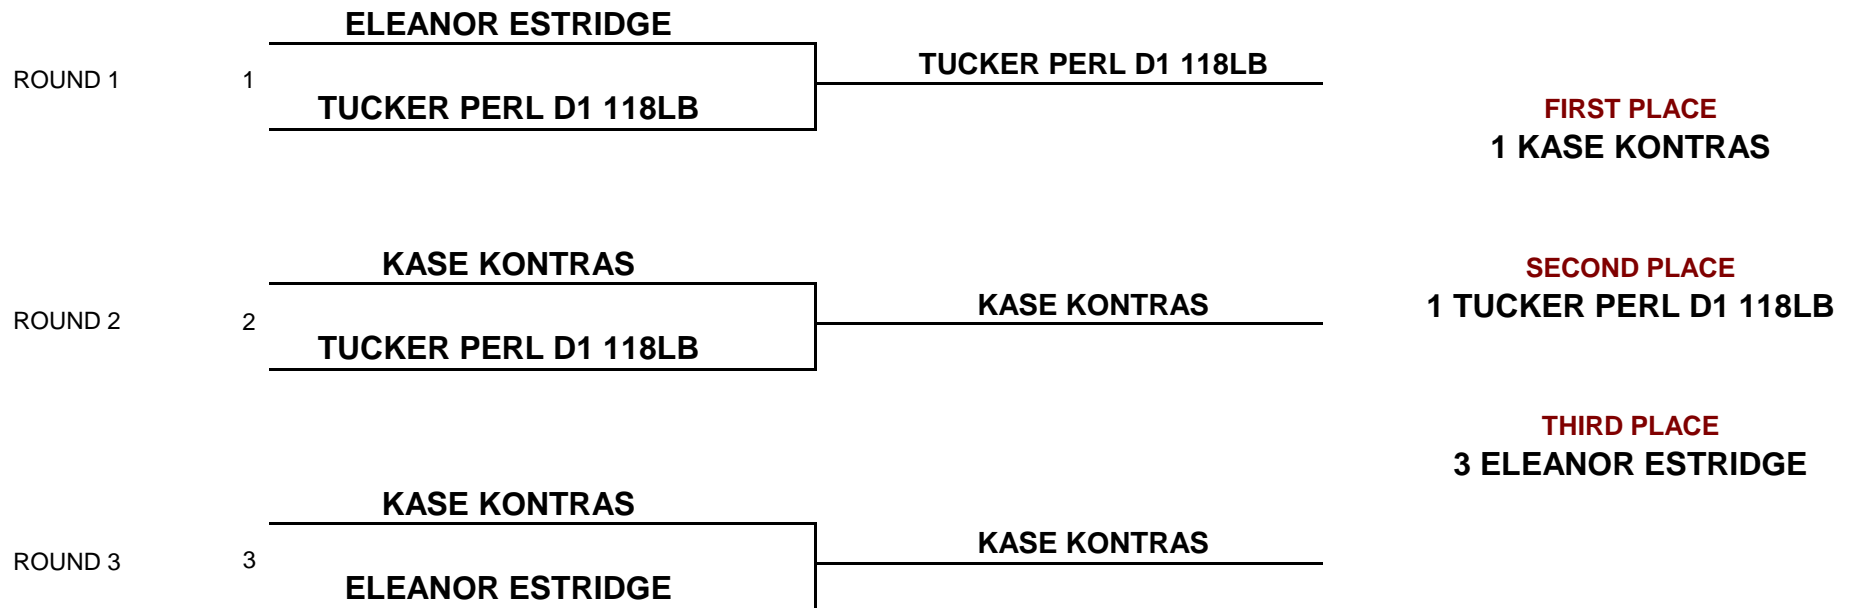 ELEANOR ESTRIDGE
ROUND 1 1 TUCKER PERL D1 118LB
TUCKER PERL D1 118LB
FIRST PLACE
1 KASE KONTRAS
KASE KONTRAS
ROUND 2 2 KASE KONTRAS
TUCKER PERL D1 118LB
SECOND PLACE
1 TUCKER PERL D1 118LB
THIRD PLACE
3 ELEANOR ESTRIDGE
KASE KONTRAS
ROUND 3 3 KASE KONTRAS
ELEANOR ESTRIDGE